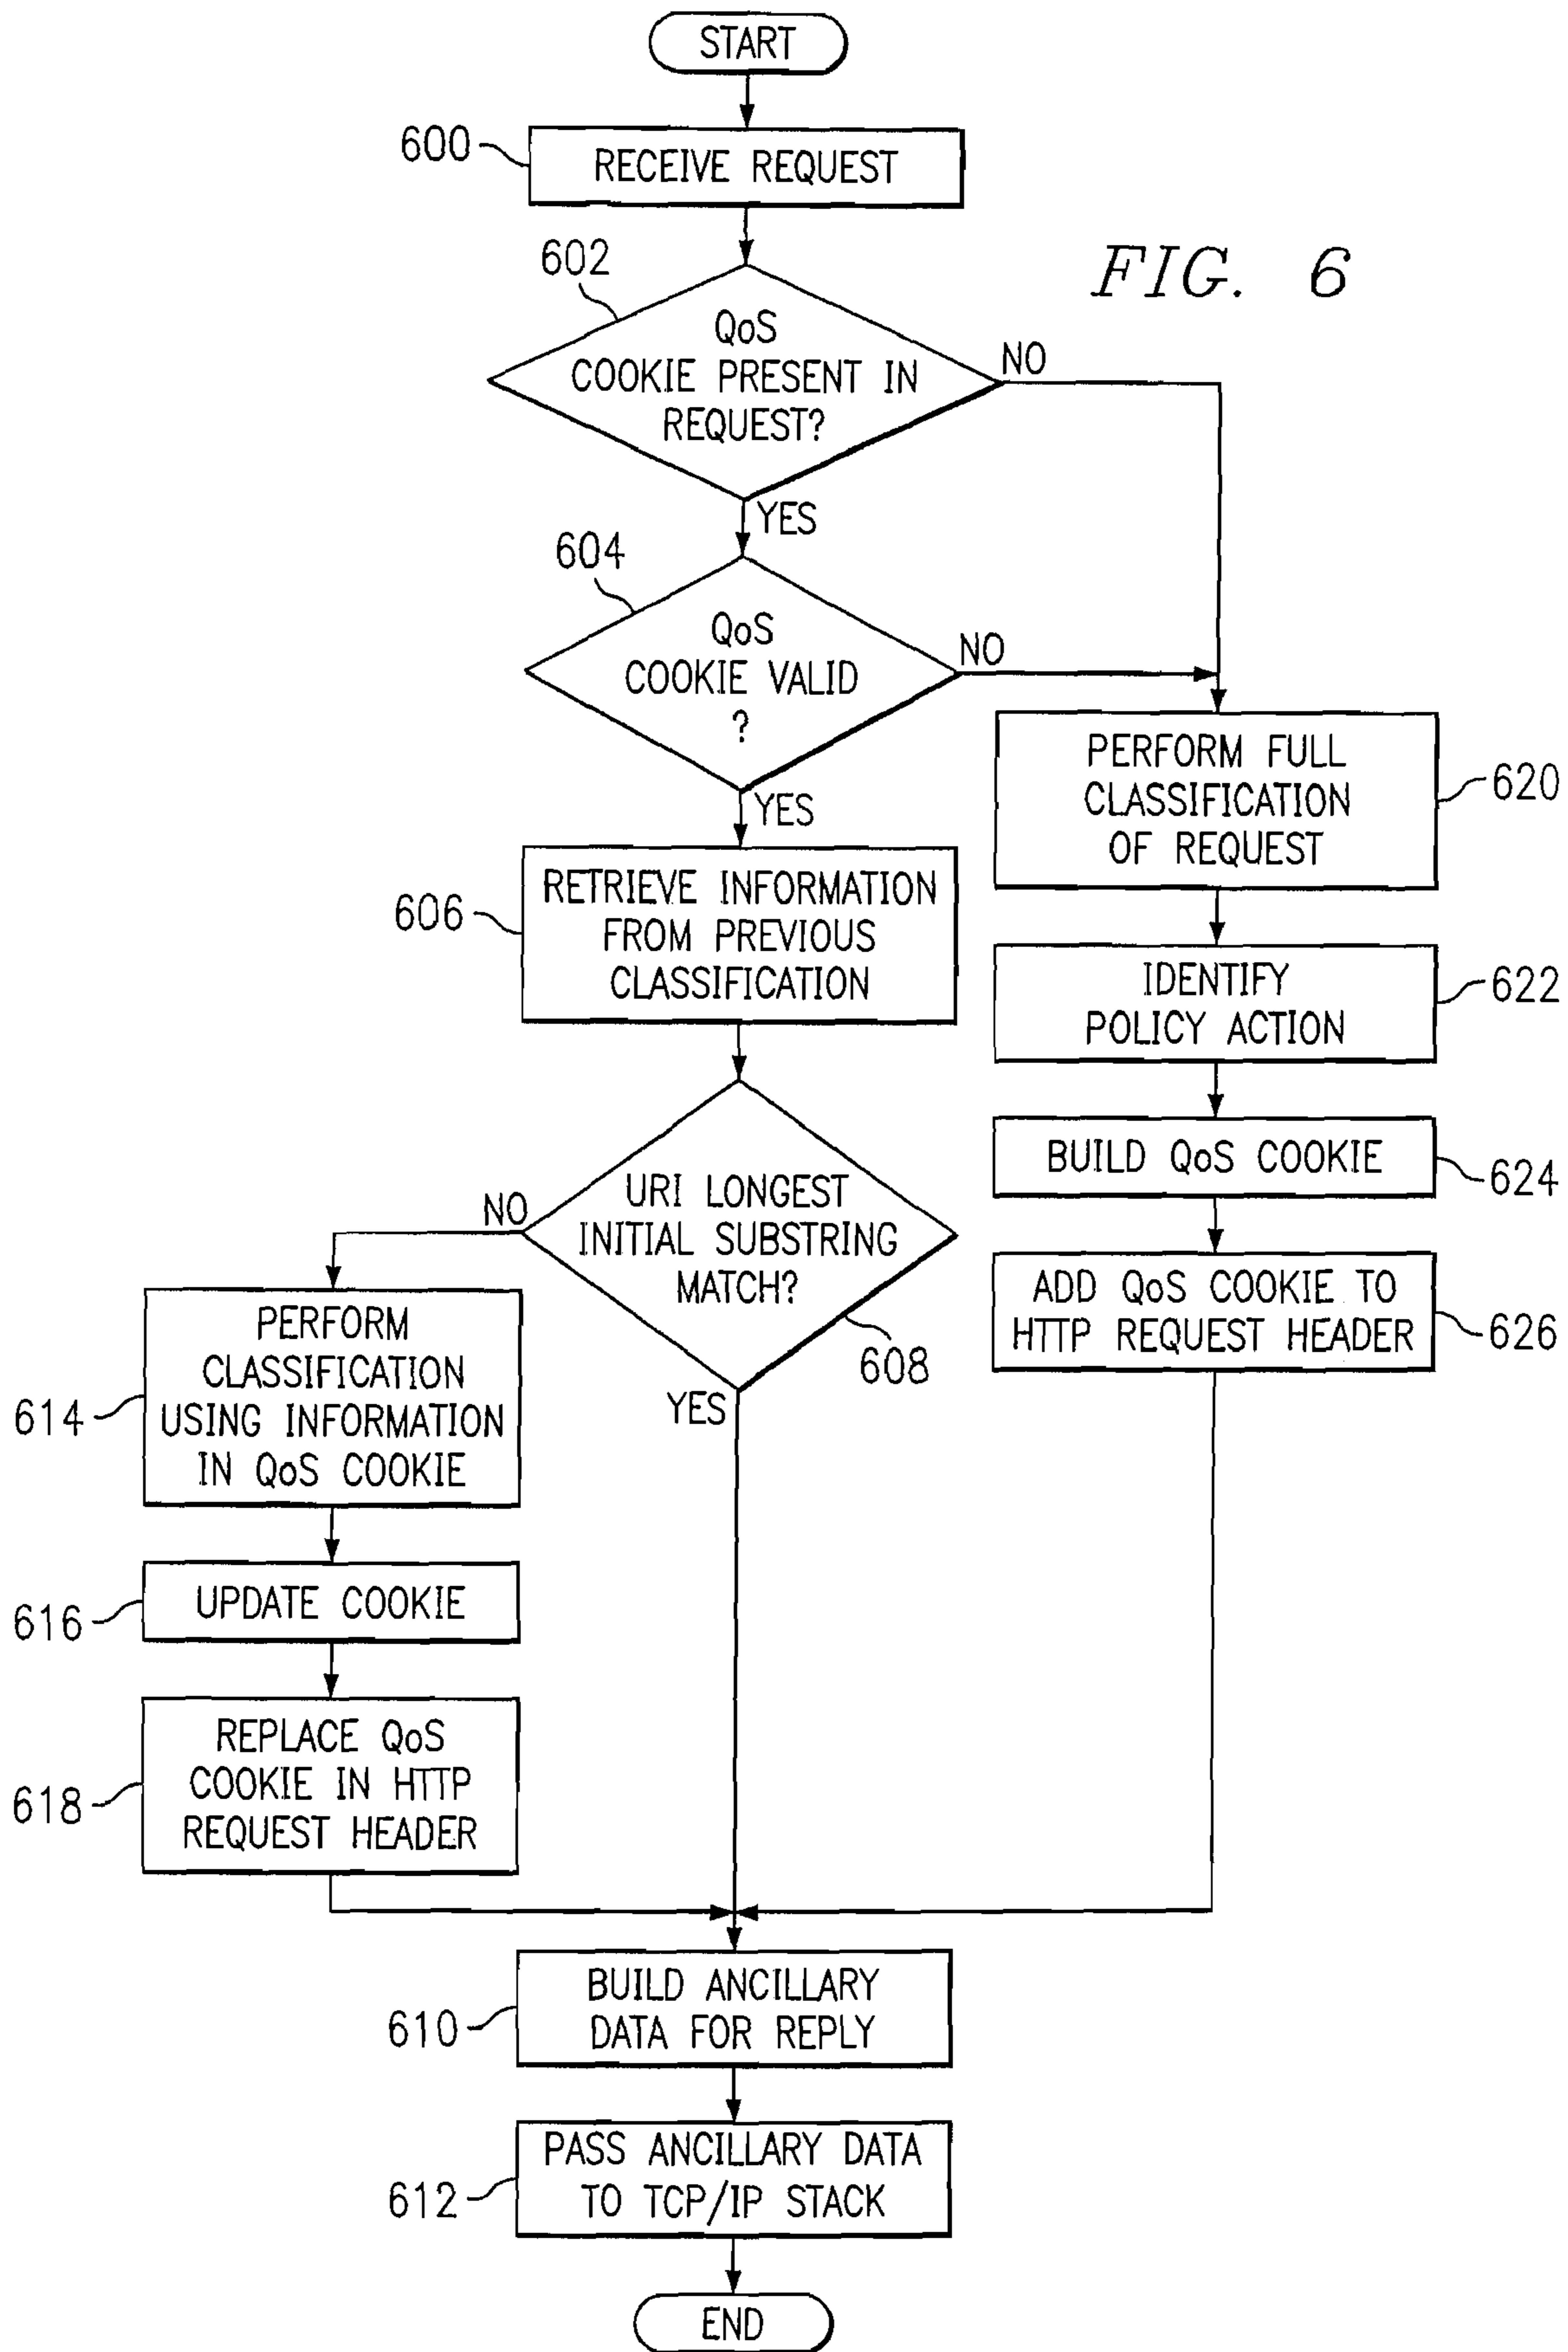 START
600
RECEIVE REQUEST
FIG. 6
602
QoS
COOKIE PRESENT IN
REQUEST?
NO
YES
604
QoS
COOKIE VALID
?
NO
YES
PERFORM FULL
CLASSIFICATION
OF REQUEST
620
606
RETRIEVE INFORMATION
FROM PREVIOUS
CLASSIFICATION
IDENTIFY
POLICY ACTION
622
BUILD QoS COOKIE
624
URI LONGEST
INITIAL SUBSTRING
MATCH?
NO
608
YES
ADD QoS COOKIE TO
HTTP REQUEST HEADER
626
PERFORM
CLASSIFICATION
USING INFORMATION
IN QoS COOKIE
614
UPDATE COOKIE
616
REPLACE QoS
COOKIE IN HTTP
REQUEST HEADER
618
BUILD ANCILLARY
DATA FOR REPLY
610
PASS ANCILLARY DATA
TO TCP/IP STACK
612
END